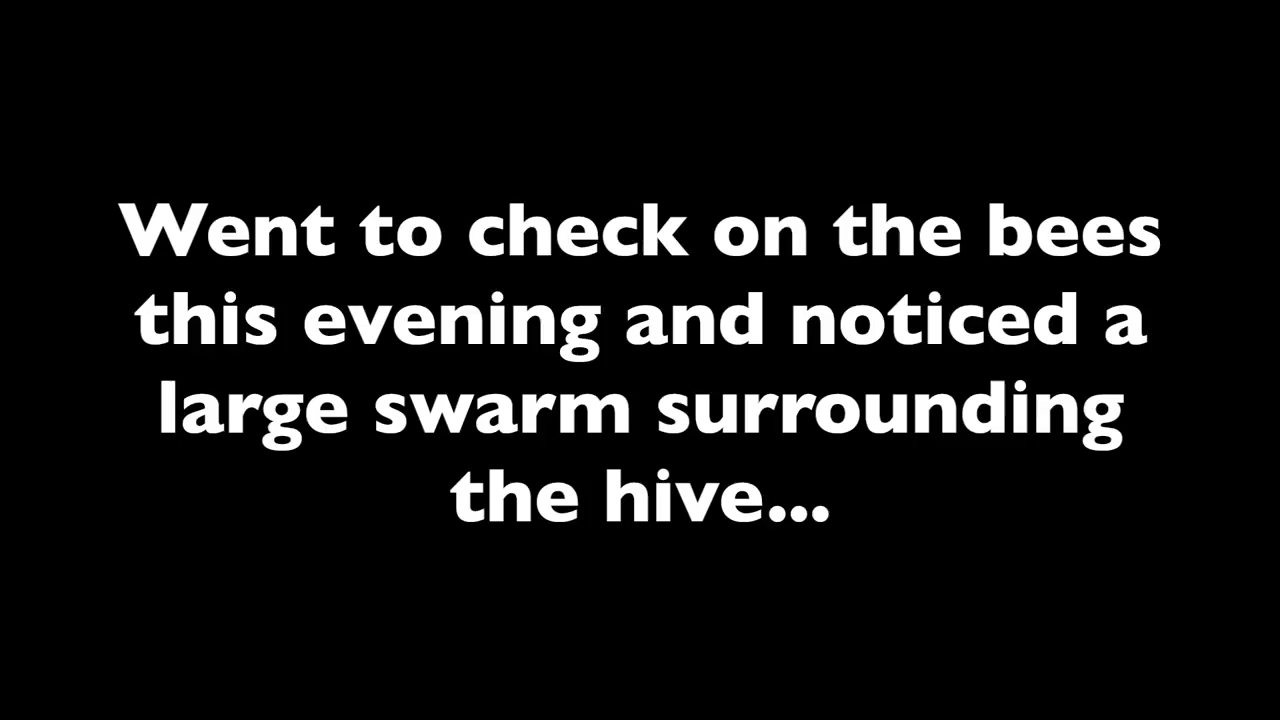 Went to check on the bees
this evening and noticed a
large swarm surrounding
the hive...